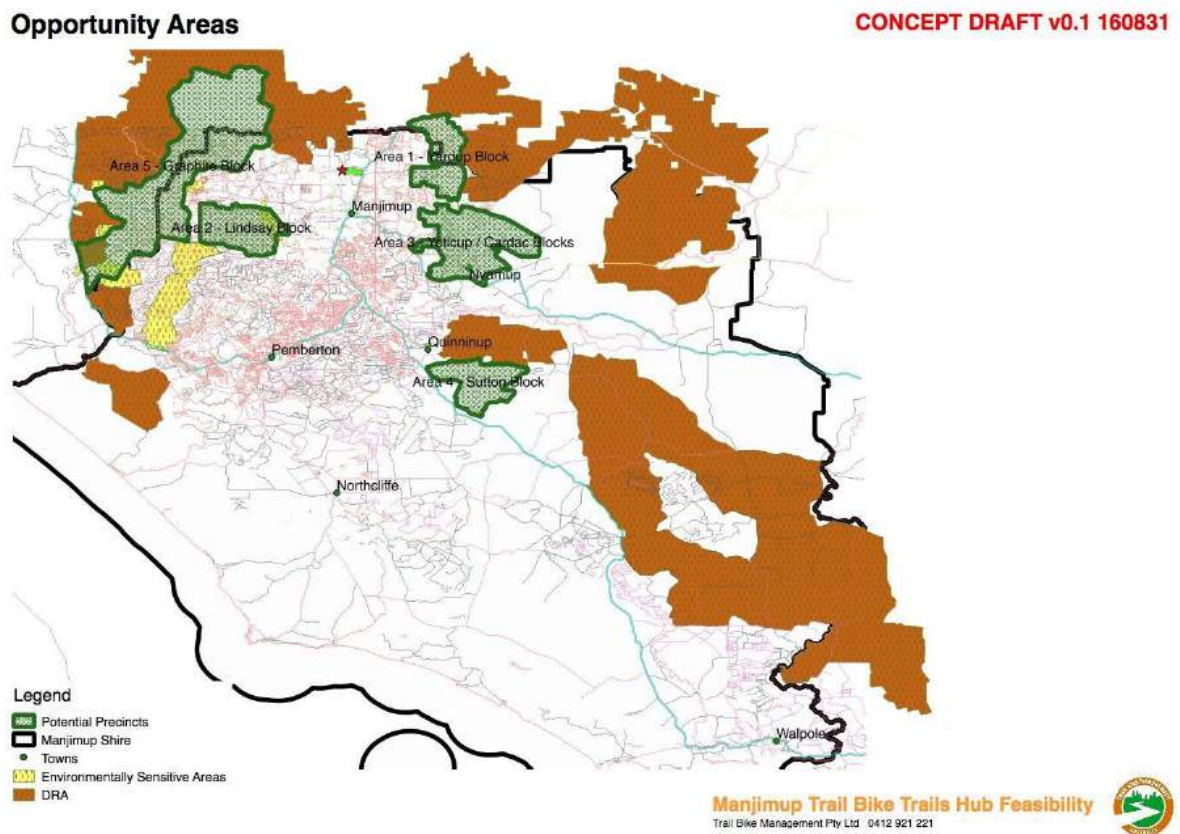 Opportunity Areas
CONCEPT DRAFT v0.1 160831
Area 5 - Graphite Block
Area 1 - Yarcup Block
Manjimup
Area 2 - Lindsay Block
Area 3 - Yeticup / Cardac Blocks
Nyamup
Quinninup
Pemberton
Area 4 - Sutton Block
Northcliffe
Walpole
Legend
Potential Precincts
Manjimup Shire
Towns
Environmentally Sensitive Areas
DRA
Manjimup Trail Bike Trails Hub Feasibility
Trail Bike Management Pty Ltd 0412 921 221